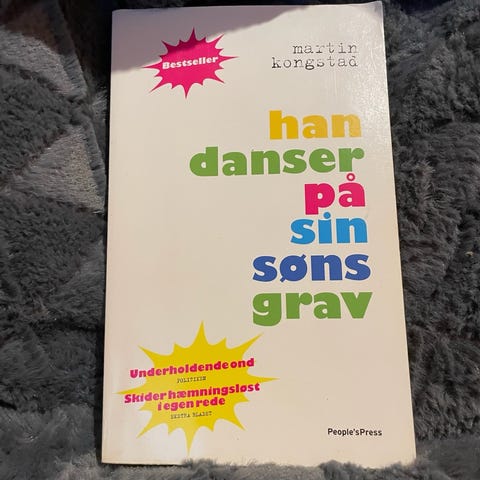 Bestseller
martin
kongstad
han
danser
på
sin
søns
grav
Underholdende ond
POLITIKEN
Skider hæmningsløst
i egen rede
EKSTRA BLADET
People'sPress